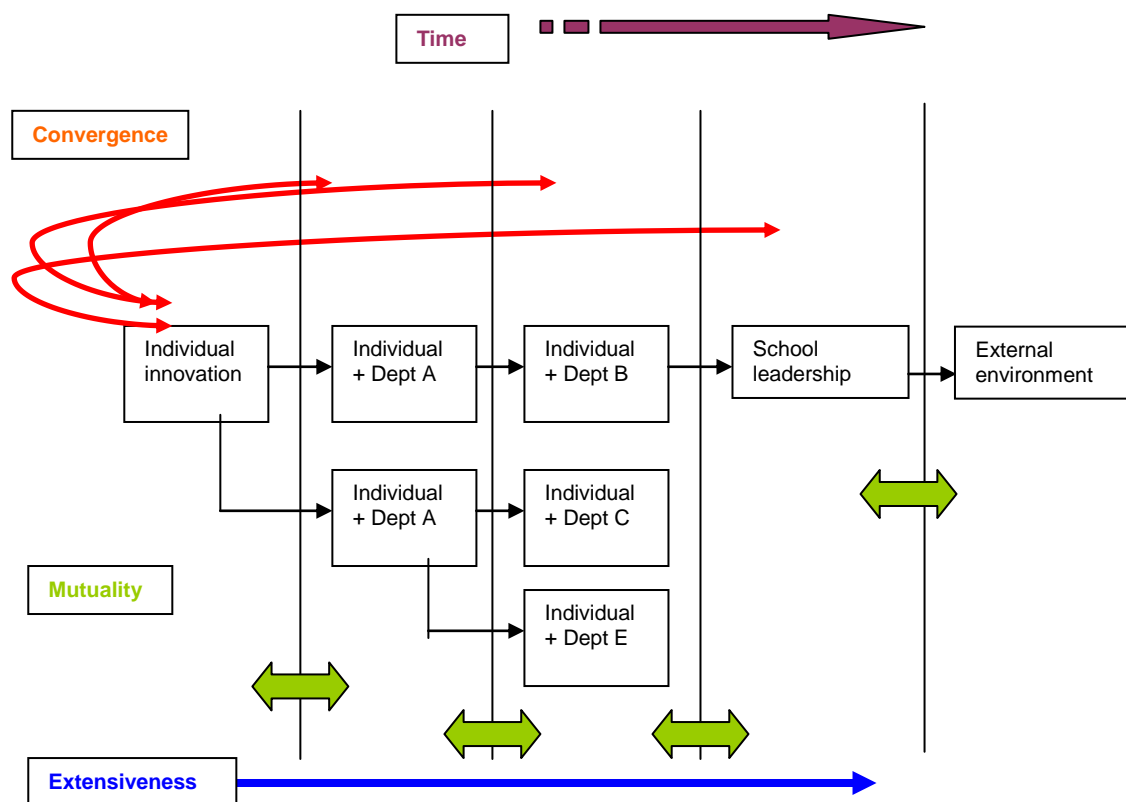 Time
Convergence
Individual
innovation
Individual
+ Dept A
Individual
+ Dept B
School
leadership
External
environment
Individual
+ Dept A
Individual
+ Dept C
Mutuality
Individual
+ Dept E
Extensiveness